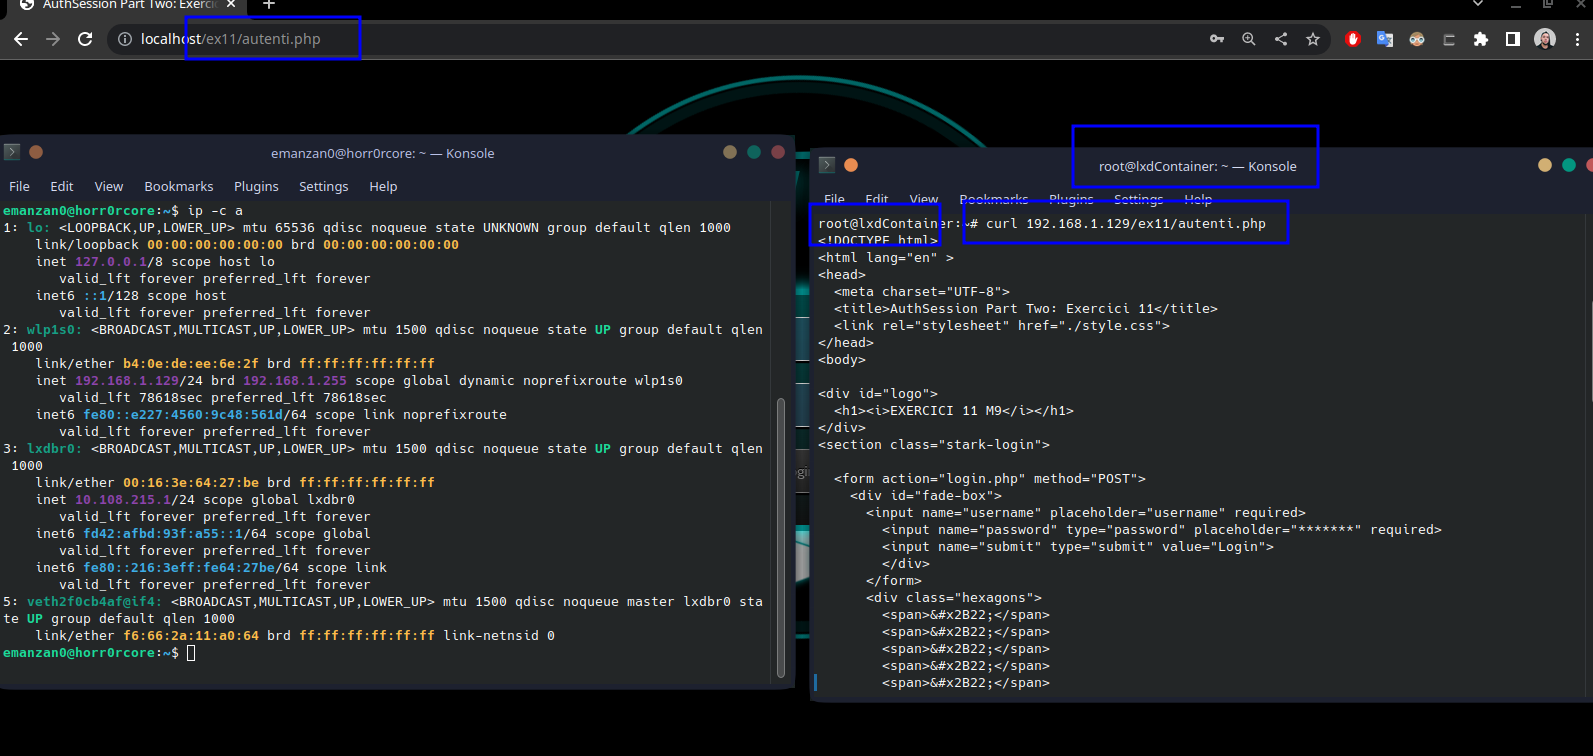 AuthSession Part Two: Exercic
localhost/ex11/autenti.php
emanzan0@horr0rcore: ~ — Konsole
File Edit View Bookmarks Plugins Settings Help
emanzan0@horr0rcore:~$ ip -c a
1: lo: <LOOPBACK,UP,LOWER_UP> mtu 65536 qdisc noqueue state UNKNOWN group default qlen 1000
link/loopback 00:00:00:00:00:00 brd 00:00:00:00:00:00
inet 127.0.0.1/8 scope host lo
valid_lft forever preferred_lft forever
inet6 ::1/128 scope host
valid_lft forever preferred_lft forever
2: wlp1s0: <BROADCAST,MULTICAST,UP,LOWER_UP> mtu 1500 qdisc noqueue state UP group default qlen
1000
link/ether b4:0e:de:ee:6e:2f brd ff:ff:ff:ff:ff:ff
inet 192.168.1.129/24 brd 192.168.1.255 scope global dynamic noprefixroute wlp1s0
valid_lft 78618sec preferred_lft 78618sec
inet6 fe80::e227:4560:9c48:561d/64 scope link noprefixroute
valid_lft forever preferred_lft forever
3: lxdbr0: <BROADCAST,MULTICAST,UP,LOWER_UP> mtu 1500 qdisc noqueue state UP group default qlen
1000
link/ether 00:16:3e:64:27:be brd ff:ff:ff:ff:ff:ff
inet 10.108.215.1/24 scope global lxdbr0
valid_lft forever preferred_lft forever
inet6 fd42:afbd:93f:a55::1/64 scope global
valid_lft forever preferred_lft forever
inet6 fe80::216:3eff:fe64:27be/64 scope link
valid_lft forever preferred_lft forever
5: veth2f0cb4af@if4: <BROADCAST,MULTICAST,UP,LOWER_UP> mtu 1500 qdisc noqueue master lxdbr0 sta
te UP group default qlen 1000
link/ether f6:66:2a:11:a0:64 brd ff:ff:ff:ff:ff:ff link-netnsid 0
emanzan0@horr0rcore:~$
root@lxdContainer: ~ — Konsole
File Edit View Bookmarks Plugins Settings Help
root@lxdContainer:~# curl 192.168.1.129/ex11/autenti.php
<!DOCTYPE html>
<html lang="en" >
<head>
<meta charset="UTF-8">
<title>AuthSession Part Two: Exercici 11</title>
<link rel="stylesheet" href="./style.css">
</head>
<body>
<div id="logo">
<h1><i>EXERCICI 11 M9</i></h1>
</div>
<section class="stark-login">
<form action="login.php" method="POST">
<div id="fade-box">
<input name="username" placeholder="username" required>
<input name="password" type="password" placeholder="*******" required>
<input name="submit" type="submit" value="Login">
</div>
</form>
<div class="hexagons">
<span>&#x2B22;</span>
<span>&#x2B22;</span>
<span>&#x2B22;</span>
<span>&#x2B22;</span>
<span>&#x2B22;</span>